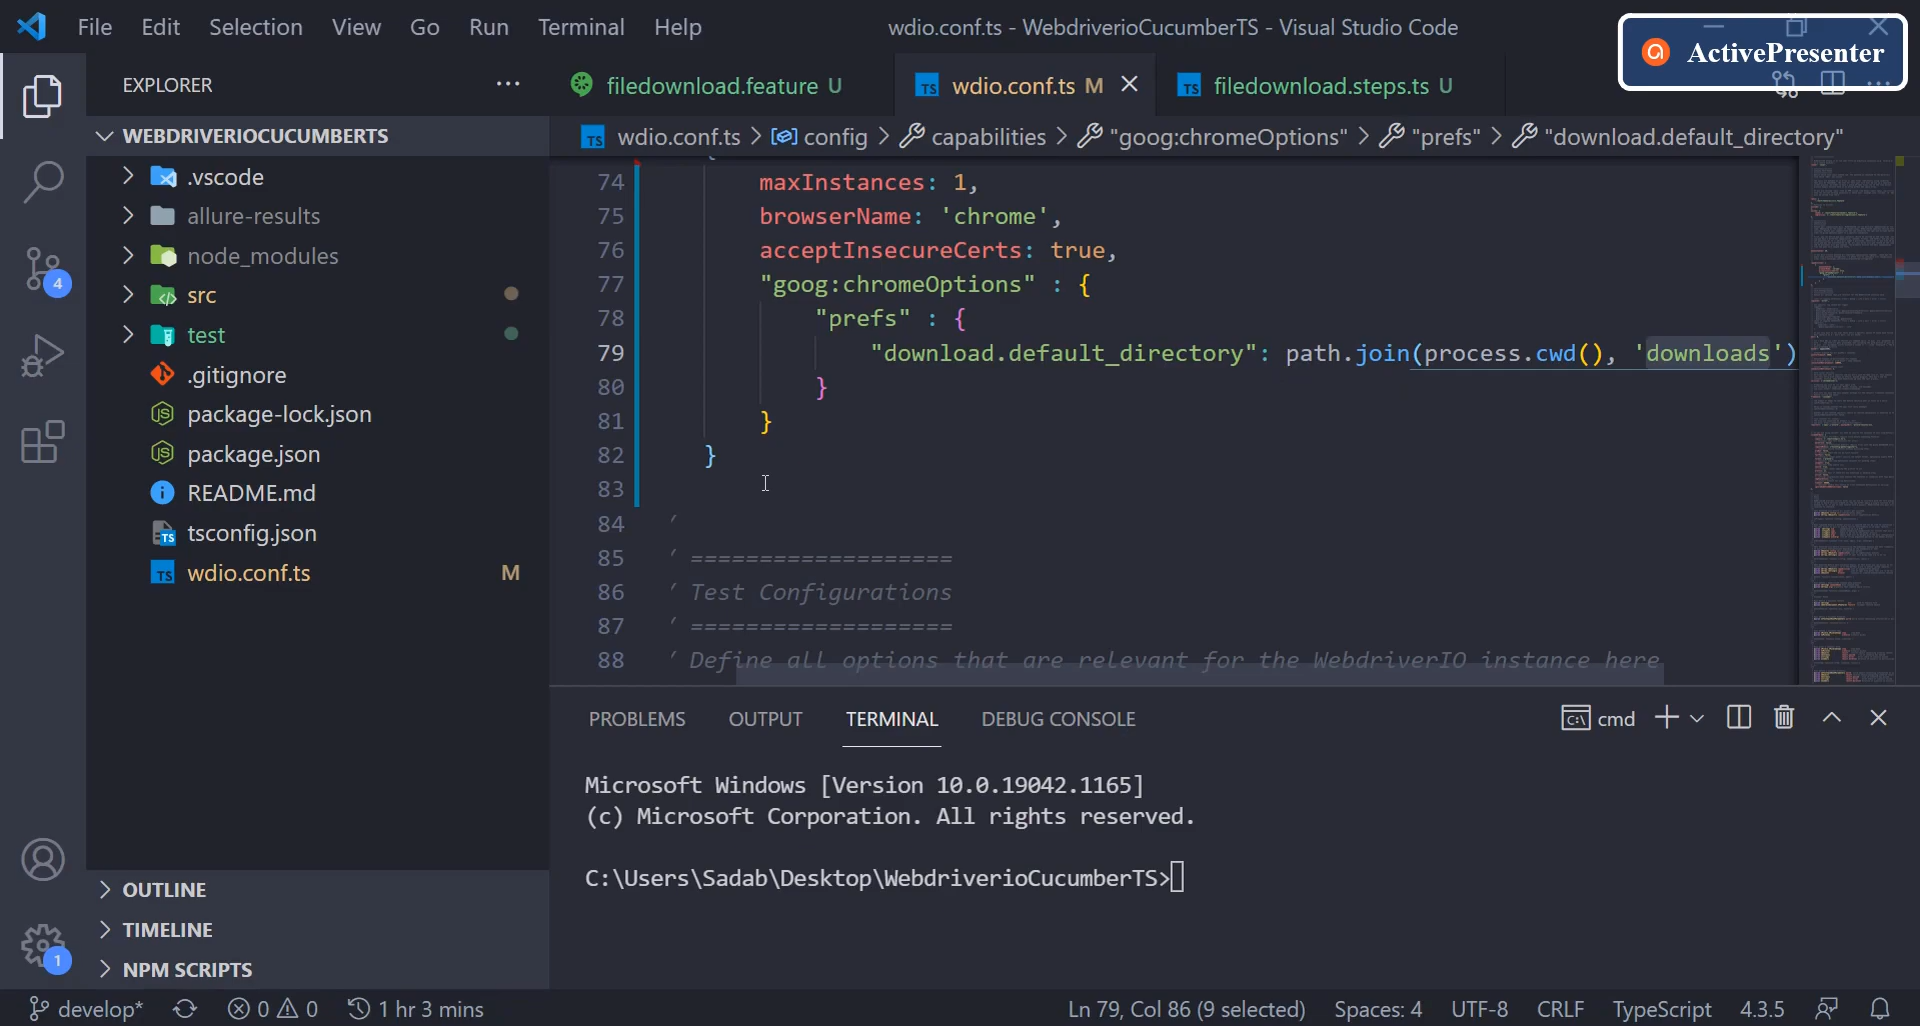 File Edit Selection View Go Run Terminal Help
wdio.conf.ts - WebdriverioCucumberTS - Visual Studio Code
ActivePresenter
EXPLORER
filedownload.feature U
wdio.conf.ts M
TS filedownload.steps.ts U
TS wdio.conf.ts > config > capabilities > "goog:chromeOptions" > "prefs" > "download.default_directory"
WEBDRIVERIOCUCUMBERTS
.vscode
allure-results
node_modules
src
test
.gitignore
package-lock.json
package.json
README.md
tsconfig.json
TS wdio.conf.ts M
4
74 maxInstances: 1,
75 browserName: 'chrome',
76 acceptInsecureCerts: true,
77 "goog:chromeOptions" : {
78 "prefs" : {
79 "download.default_directory": path.join(process.cwd(), 'downloads')
80 }
81 }
82 }
83
84 ′
85 ′ ===================
86 ′ Test Configurations
87 ′ ===================
88 ′ Define all options that are relevant for the WebdriverIO instance here
PROBLEMS OUTPUT TERMINAL DEBUG CONSOLE
cmd
Microsoft Windows [Version 10.0.19042.1165]
(c) Microsoft Corporation. All rights reserved.
C:\Users\Sadab\Desktop\WebdriverioCucumberTS>
OUTLINE
TIMELINE
NPM SCRIPTS
1
develop* 0 0 1 hr 3 mins
Ln 79, Col 86 (9 selected) Spaces: 4 UTF-8 CRLF TypeScript 4.3.5